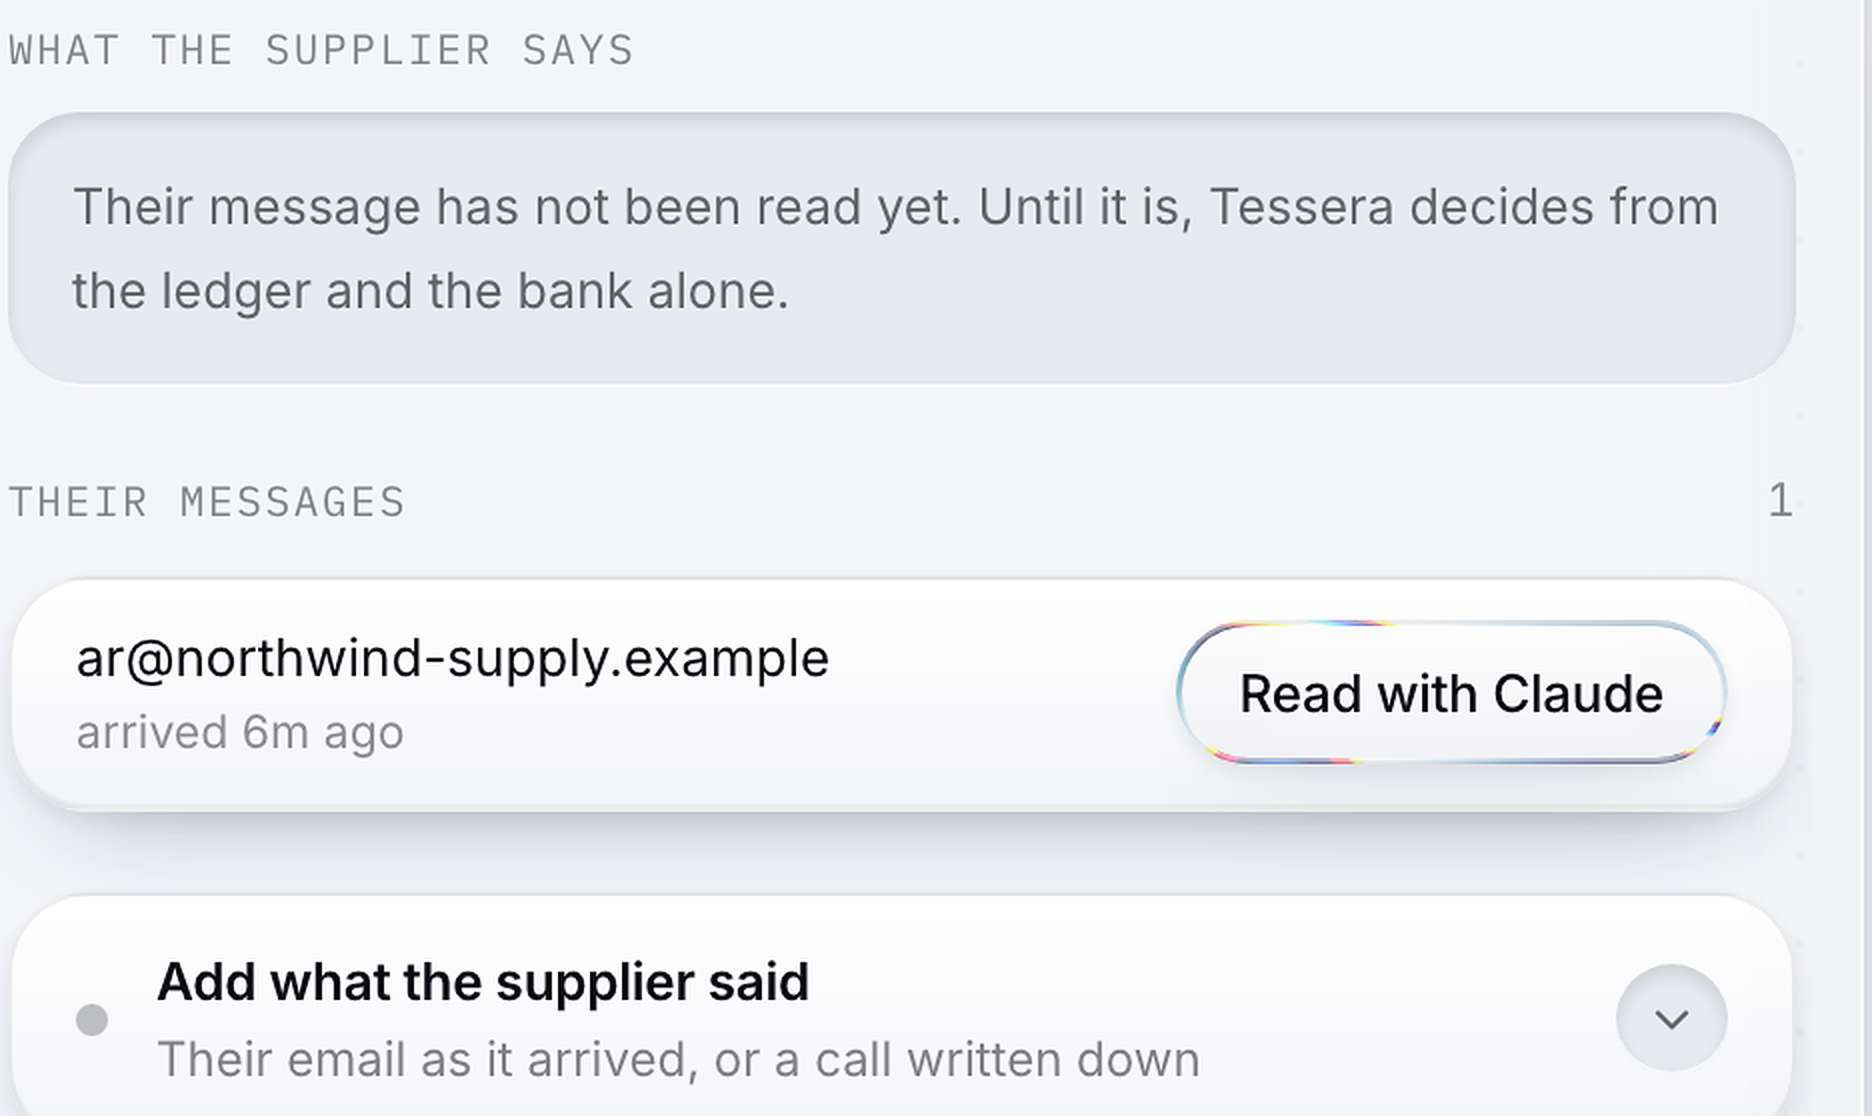 WHAT THE SUPPLIER SAYS
Their message has not been read yet. Until it is, Tessera decides from
the ledger and the bank alone.
THEIR MESSAGES 1
ar@northwind-supply.example
arrived 6m ago
Read with Claude
Add what the supplier said
Their email as it arrived, or a call written down